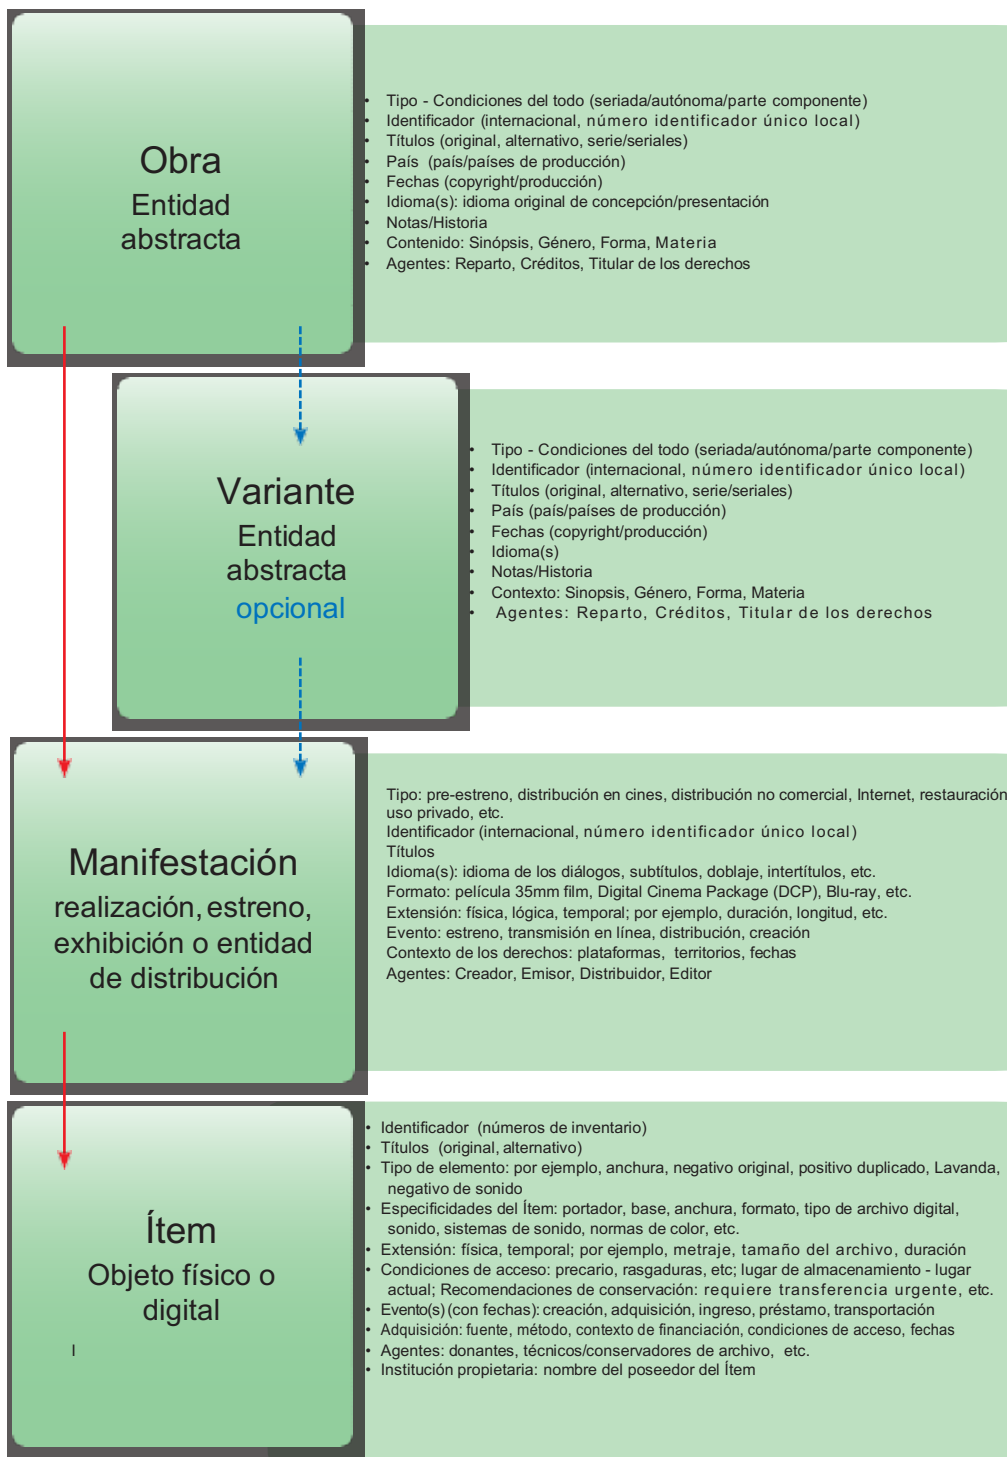 Obra
Entidad
abstracta
• Tipo - Condiciones del todo (seriada/autónoma/parte componente)
• Identificador (internacional, número identificador único local)
• Títulos (original, alternativo, serie/seriales)
• País (país/países de producción)
• Fechas (copyright/producción)
• Idioma(s): idioma original de concepción/presentación
• Notas/Historia
• Contenido: Sinópsis, Género, Forma, Materia
• Agentes: Reparto, Créditos, Titular de los derechos
Variante
Entidad
abstracta
opcional
• Tipo - Condiciones del todo (seriada/autónoma/parte componente)
• Identificador (internacional, número identificador único local)
• Títulos (original, alternativo, serie/seriales)
• País (país/países de producción)
• Fechas (copyright/producción)
• Idioma(s)
• Notas/Historia
• Contexto: Sinopsis, Género, Forma, Materia
• Agentes: Reparto, Créditos, Titular de los derechos
Manifestación
realización, estreno,
exhibición o entidad
de distribución
Tipo: pre-estreno, distribución en cines, distribución no comercial, Internet, restauración
uso privado, etc.
Identificador (internacional, número identificador único local)
Títulos
Idioma(s): idioma de los diálogos, subtítulos, doblaje, intertítulos, etc.
Formato: película 35mm film, Digital Cinema Package (DCP), Blu-ray, etc.
Extensión: física, lógica, temporal; por ejemplo, duración, longitud, etc.
Evento: estreno, transmisión en línea, distribución, creación
Contexto de los derechos: plataformas, territorios, fechas
Agentes: Creador, Emisor, Distribuidor, Editor
Ítem
Objeto físico o
digital
I
• Identificador (números de inventario)
• Títulos (original, alternativo)
• Tipo de elemento: por ejemplo, anchura, negativo original, positivo duplicado, Lavanda,
negativo de sonido
• Especificidades del Ítem: portador, base, anchura, formato, tipo de archivo digital,
sonido, sistemas de sonido, normas de color, etc.
• Extensión: física, temporal; por ejemplo, metraje, tamaño del archivo, duración
• Condiciones de acceso: precario, rasgaduras, etc; lugar de almacenamiento - lugar
actual; Recomendaciones de conservación: requiere transferencia urgente, etc.
• Evento(s) (con fechas): creación, adquisición, ingreso, préstamo, transportación
• Adquisición: fuente, método, contexto de financiación, condiciones de acceso, fechas
• Agentes: donantes, técnicos/conservadores de archivo, etc.
• Institución propietaria: nombre del poseedor del Ítem